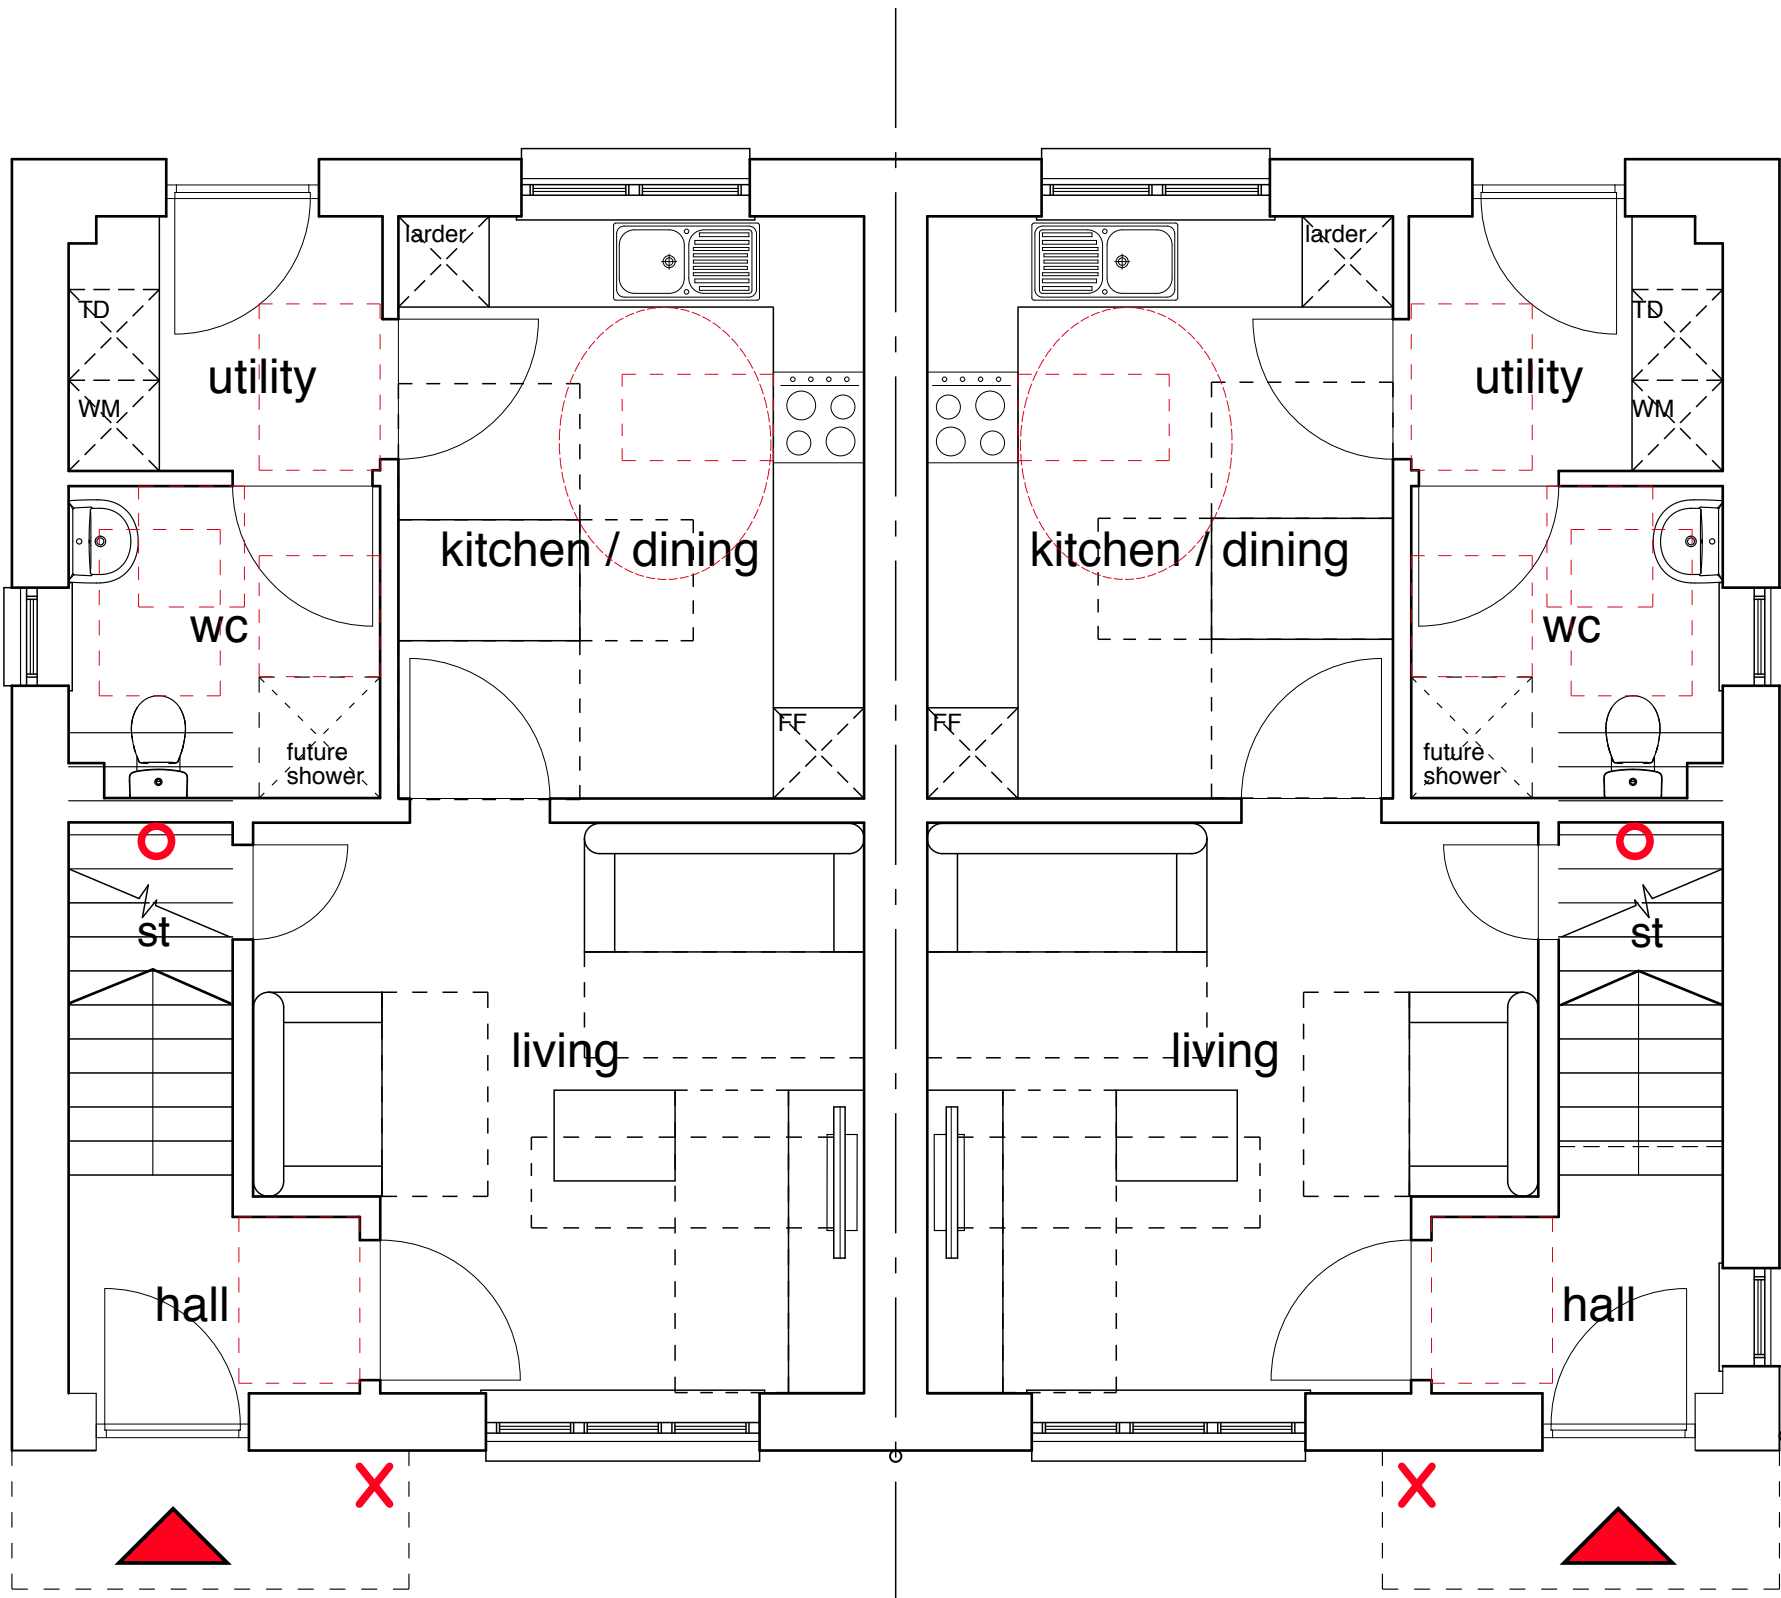 larder
larder
TD
TD
utility
utility
WM
WM
kitchen / dining
kitchen / dining
wc
wc
FF
FF
future
shower
future
shower
st
st
living
living
hall
hall